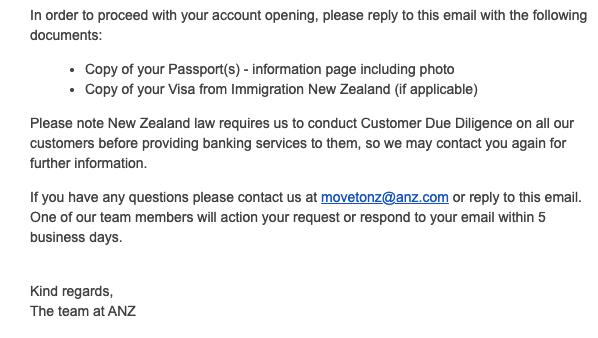 In order to proceed with your account opening, please reply to this email with the following
documents:
• Copy of your Passport(s) - information page including photo
• Copy of your Visa from Immigration New Zealand (if applicable)
Please note New Zealand law requires us to conduct Customer Due Diligence on all our
customers before providing banking services to them, so we may contact you again for
further information.
If you have any questions please contact us at movetonz@anz.com or reply to this email.
One of our team members will action your request or respond to your email within 5
business days.
Kind regards,
The team at ANZ